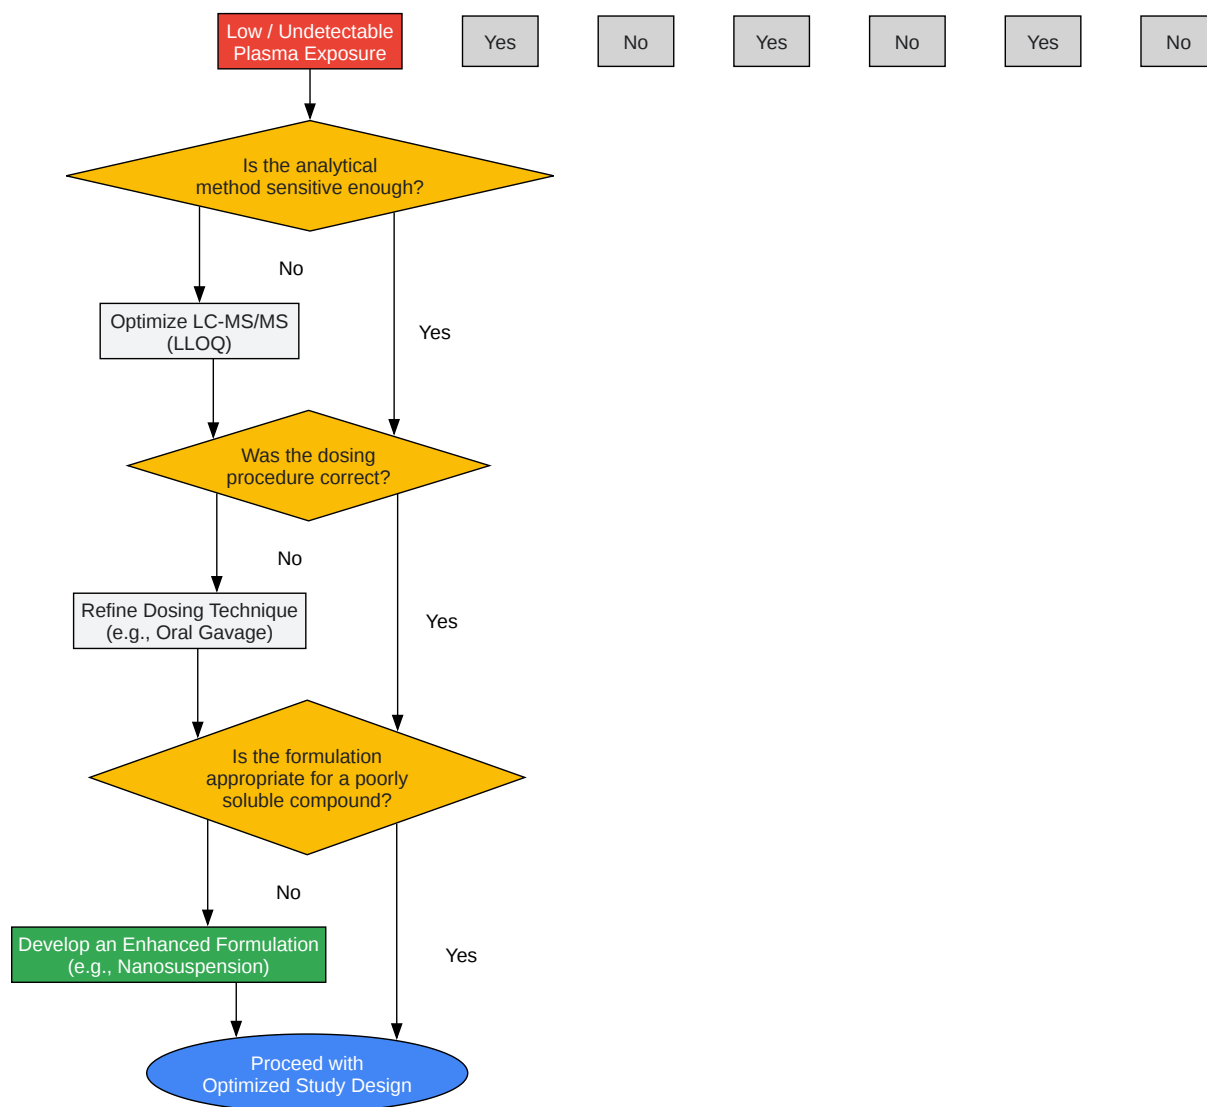 Low / Undetectable
Plasma Exposure
Yes
No
Yes
No
Yes
No
Is the analytical
method sensitive enough?
No
Optimize LC-MS/MS
(LLOQ)
Yes
Was the dosing
procedure correct?
No
Refine Dosing Technique
(e.g., Oral Gavage)
Yes
Is the formulation
appropriate for a poorly
soluble compound?
No
Develop an Enhanced Formulation
(e.g., Nanosuspension)
Yes
Proceed with
Optimized Study Design